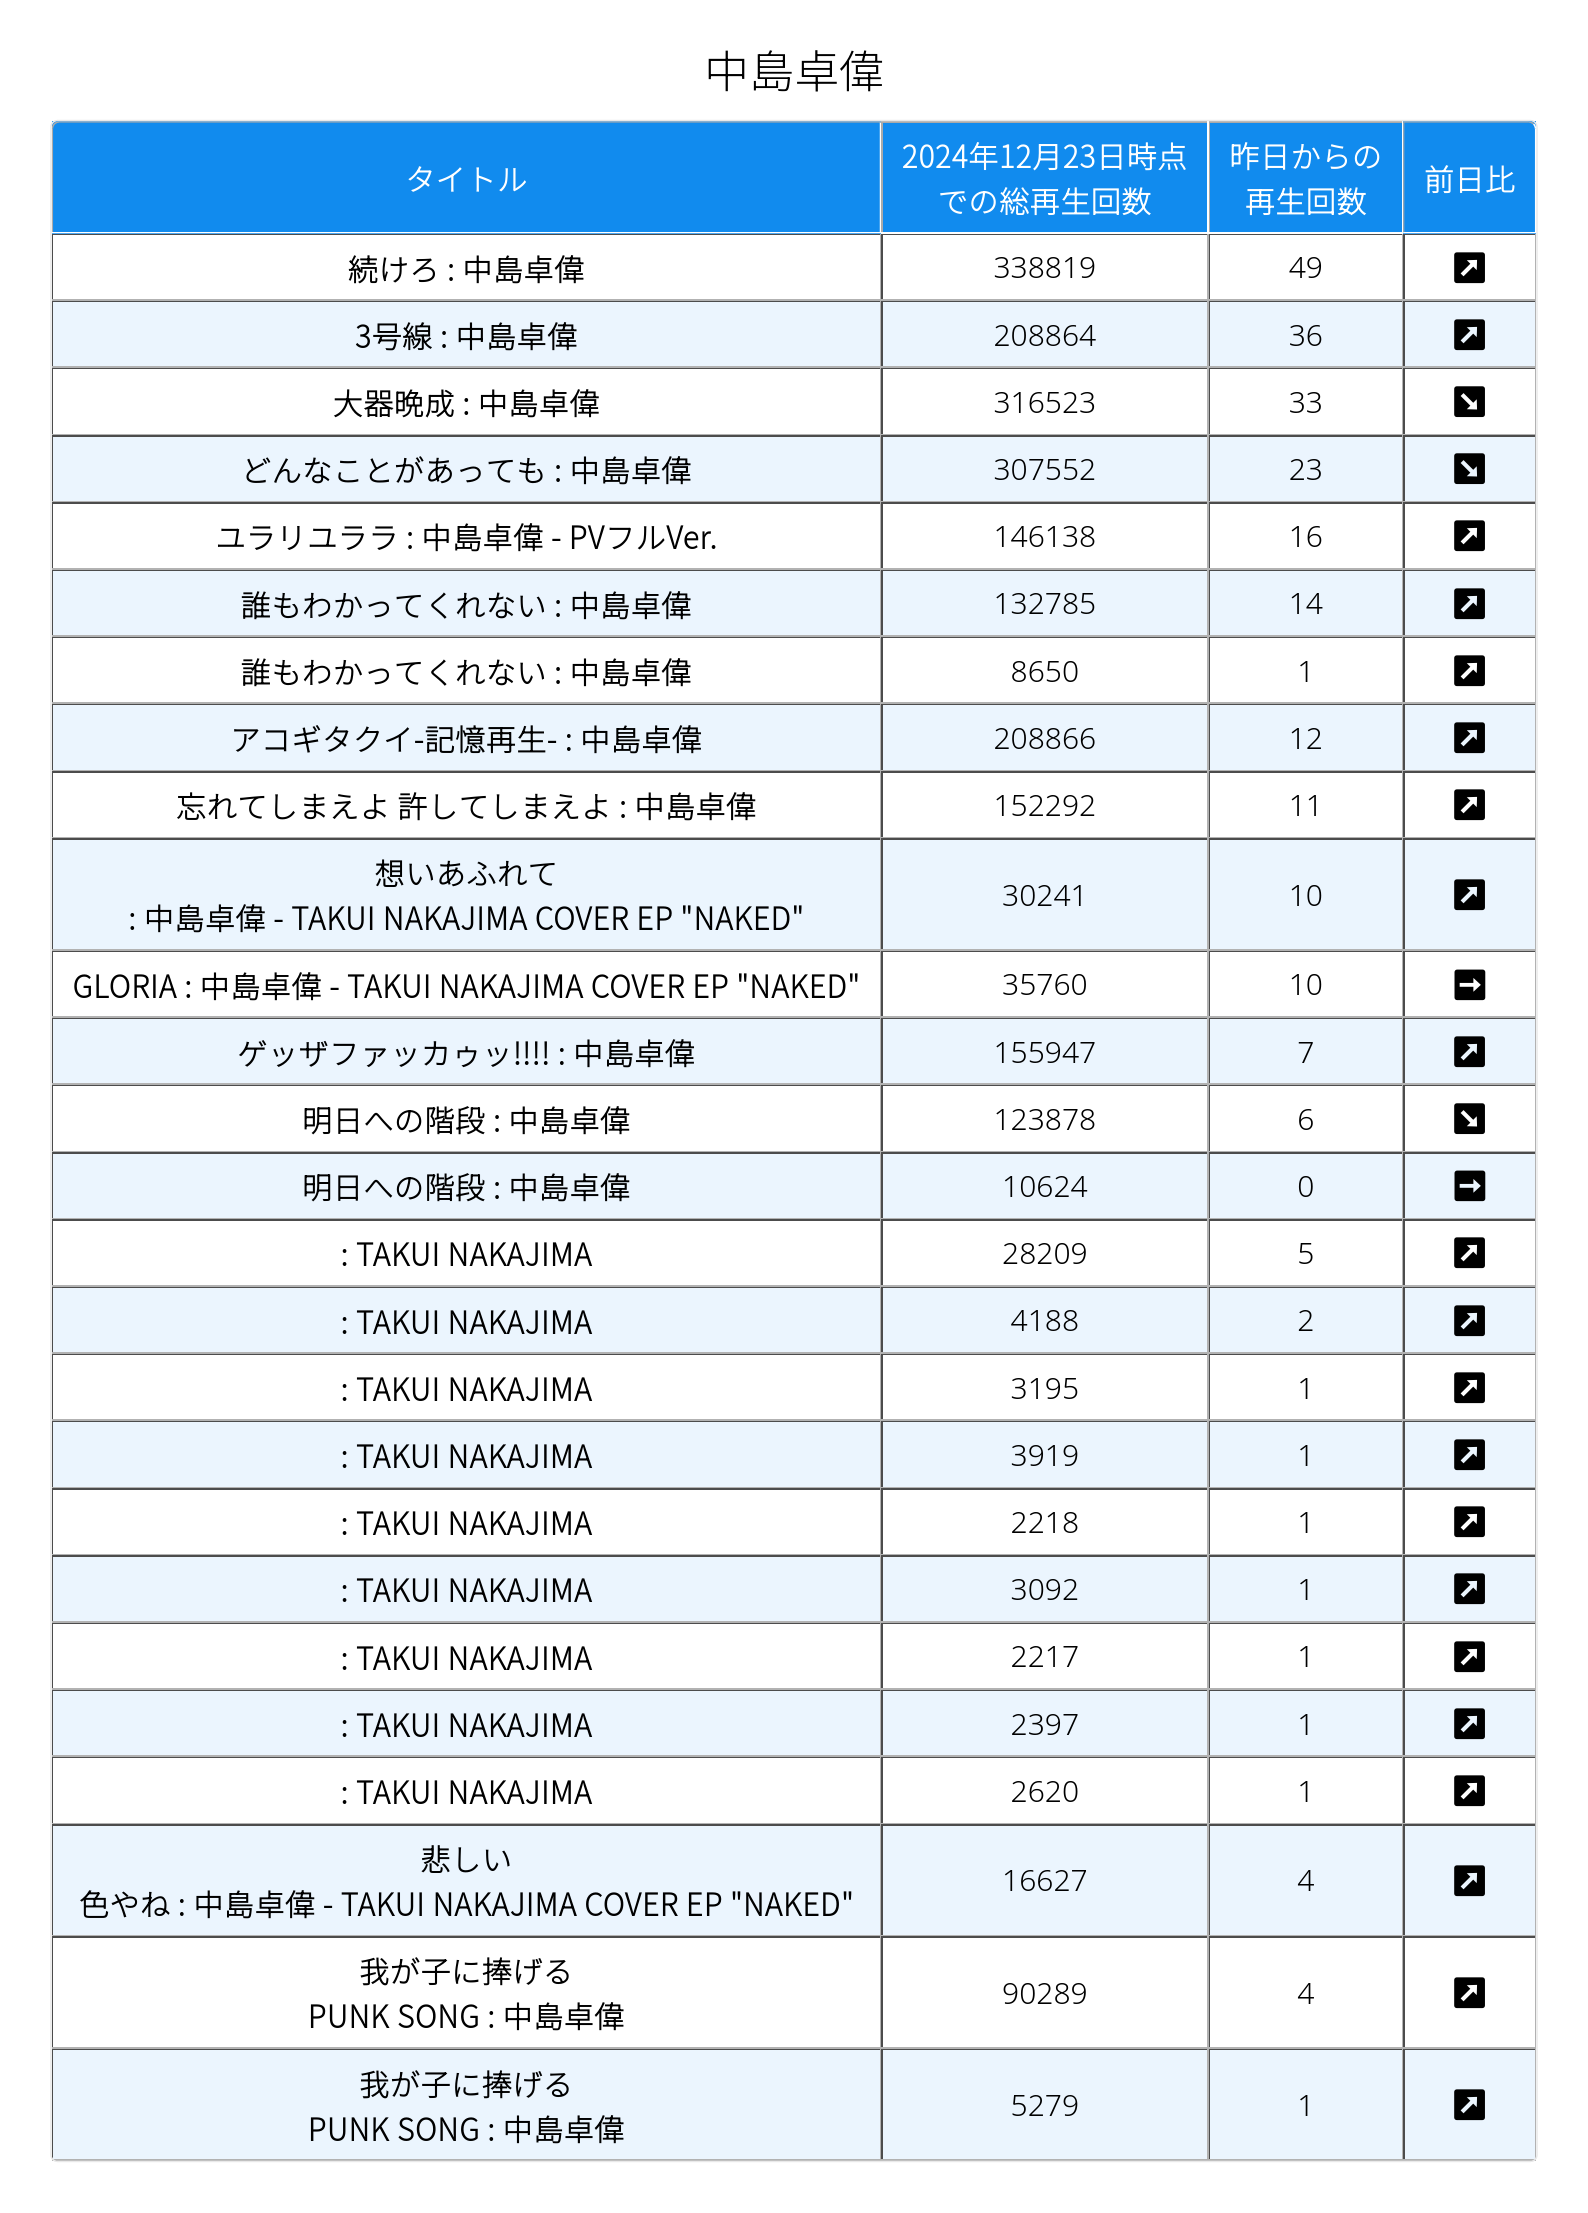 中島卓偉
タイトル 2024年12月23日時点 昨日からの 前日比
での総再生回数 再生回数
続けろ : 中島卓偉 338819 49 ↗
3号線 : 中島卓偉 208864 36 ↗
大器晩成 : 中島卓偉 316523 33 ↘
どんなことがあっても : 中島卓偉 307552 23 ↘
ユラリユララ : 中島卓偉 - PVフルVer. 146138 16 ↗
誰もわかってくれない : 中島卓偉 132785 14 ↗
誰もわかってくれない : 中島卓偉 8650 1 ↗
アコギタクイ-記憶再生- : 中島卓偉 208866 12 ↗
忘れてしまえよ 許してしまえよ : 中島卓偉 152292 11 ↗
想いあふれて
: 中島卓偉 - TAKUI NAKAJIMA COVER EP "NAKED" 30241 10 ↗
GLORIA : 中島卓偉 - TAKUI NAKAJIMA COVER EP "NAKED" 35760 10 →
ゲッザファッカゥッ!!!! : 中島卓偉 155947 7 ↗
明日への階段 : 中島卓偉 123878 6 ↘
明日への階段 : 中島卓偉 10624 0 →
: TAKUI NAKAJIMA 28209 5 ↗
: TAKUI NAKAJIMA 4188 2 ↗
: TAKUI NAKAJIMA 3195 1 ↗
: TAKUI NAKAJIMA 3919 1 ↗
: TAKUI NAKAJIMA 2218 1 ↗
: TAKUI NAKAJIMA 3092 1 ↗
: TAKUI NAKAJIMA 2217 1 ↗
: TAKUI NAKAJIMA 2397 1 ↗
: TAKUI NAKAJIMA 2620 1 ↗
悲しい
色やね : 中島卓偉 - TAKUI NAKAJIMA COVER EP "NAKED" 16627 4 ↗
我が子に捧げる
PUNK SONG : 中島卓偉 90289 4 ↗
我が子に捧げる
PUNK SONG : 中島卓偉 5279 1 ↗